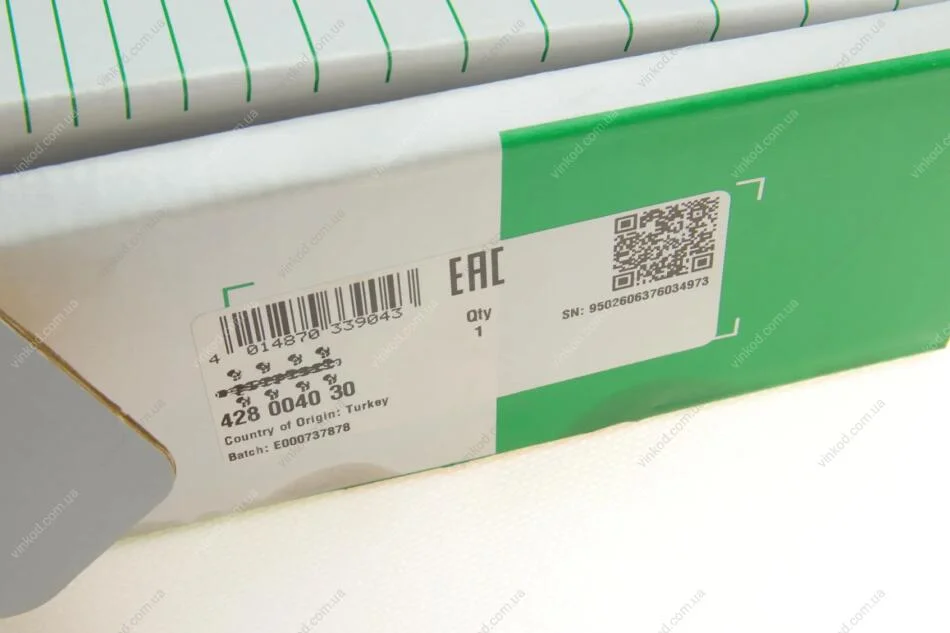 EAC
SN: 9502606376034973
Qty
1
4 014870 339043
428 0040 30
Country of Origin: Turkey
Batch: E000737878
vinkod.com.ua